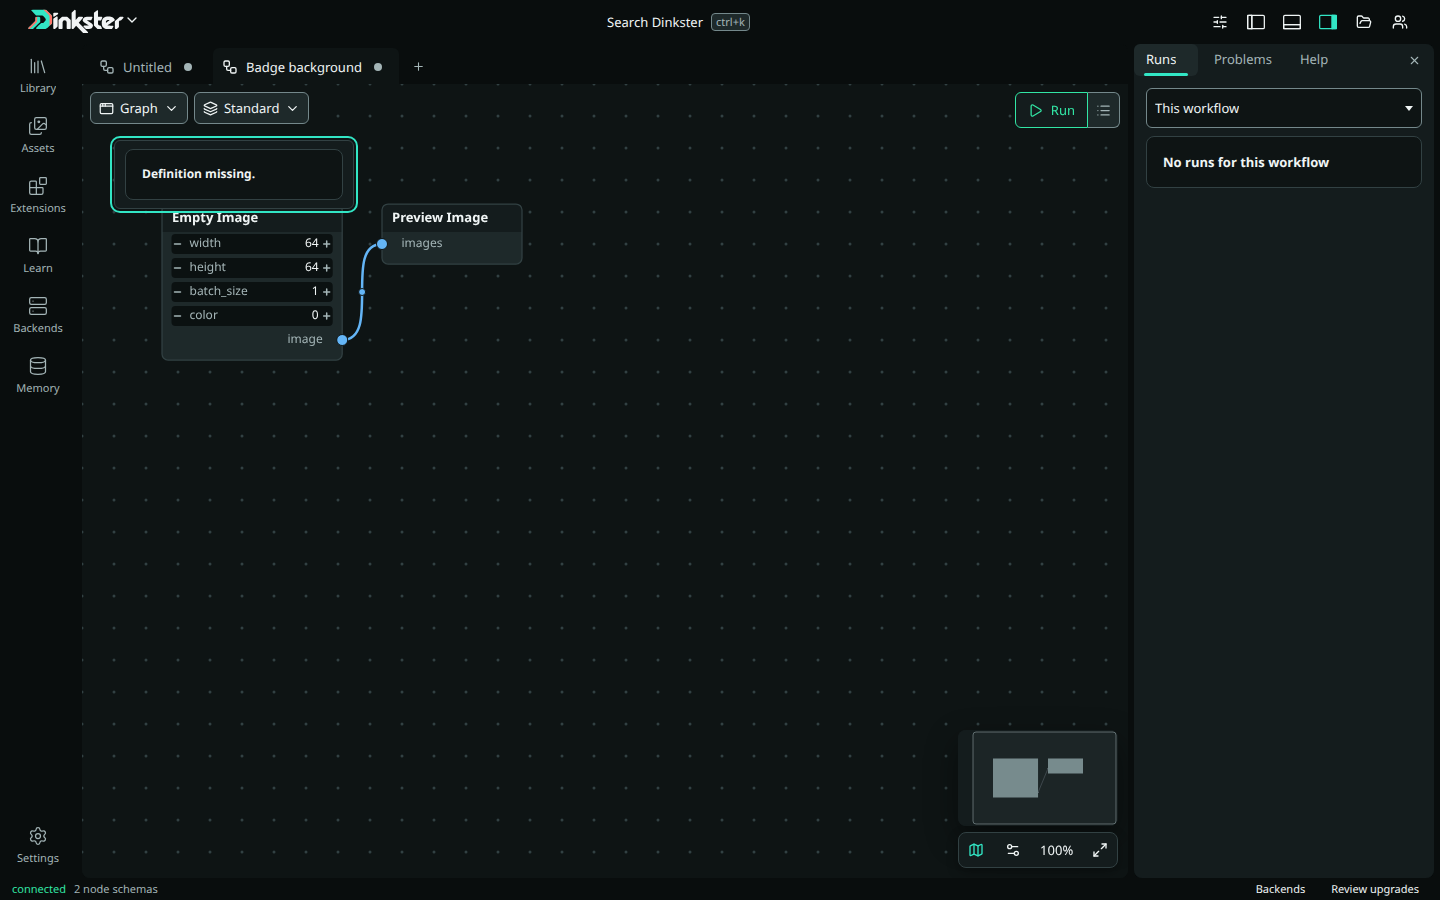 Dinkster
Search Dinkster ctrl+k
Library
Assets
Extensions
Learn
Backends
Memory
Settings
Untitled
Badge background
Graph
Standard
Run
Definition missing.
Empty Image
width 64
height 64
batch_size 1
color 0
image
Preview Image
images
100%
Runs Problems Help
This workflow
No runs for this workflow
connected 2 node schemas
Backends Review upgrades